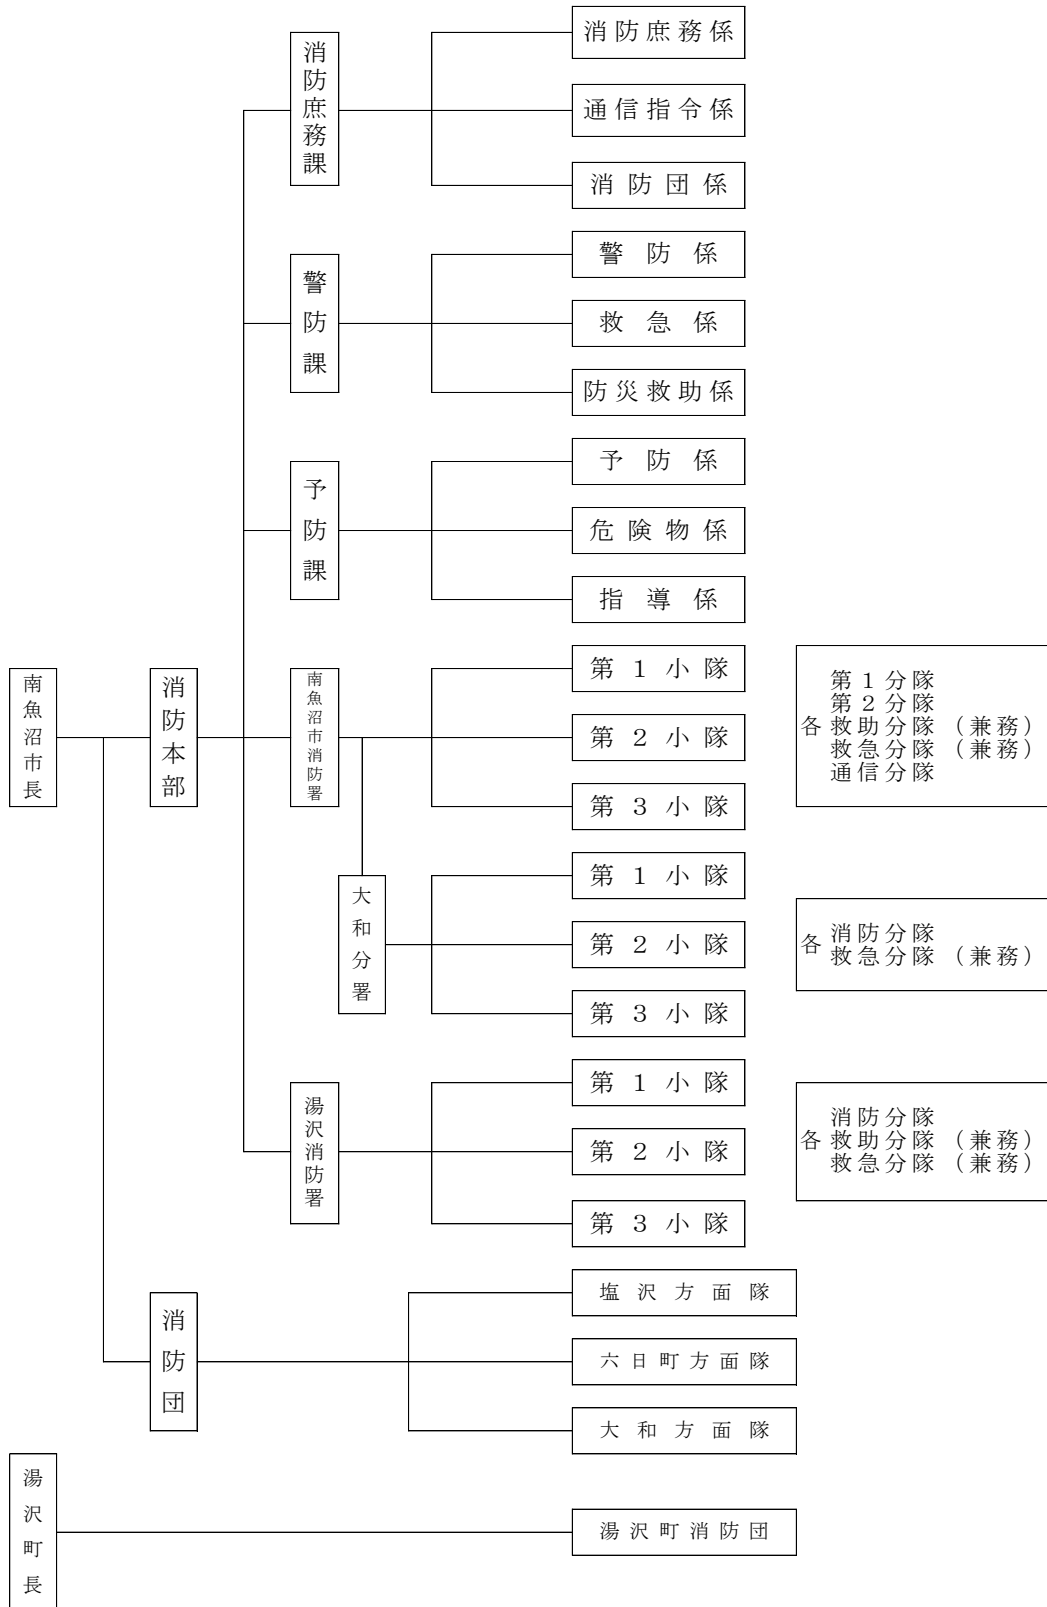 南魚沼市長
消防本部
消防庶務課
消防庶務係
通信指令係
消防団係
警防課
警防係
救急係
防災救助係
予防課
予防係
危険物係
指導係
南魚沼市消防署
第１小隊
第２小隊
第３小隊
第１分隊
第２分隊
各 救助分隊（兼務）
救急分隊（兼務）
通信分隊
大和分署
第１小隊
第２小隊
第３小隊
各 消防分隊
救急分隊（兼務）
湯沢消防署
第１小隊
第２小隊
第３小隊
消防分隊
各 救助分隊（兼務）
救急分隊（兼務）
消防団
塩沢方面隊
六日町方面隊
大和方面隊
湯沢町長
湯沢町消防団